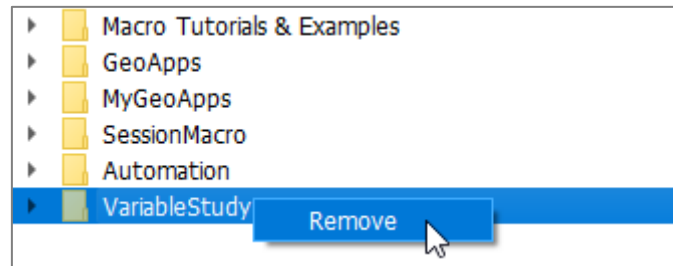 Macro Tutorials & Examples
GeoApps
MyGeoApps
SessionMacro
Automation
VariableStudy
Remove